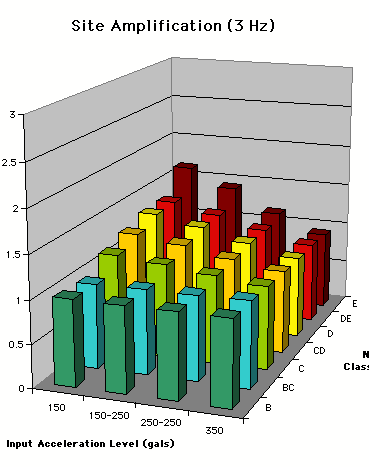 Site Amplification (3 Hz)
3
2.5
2
1.5
1
0.5
0
150
150-250
250-250
350
B
BC
C
CD
D
DE
E
N
Class
Input Acceleration Level (gals)